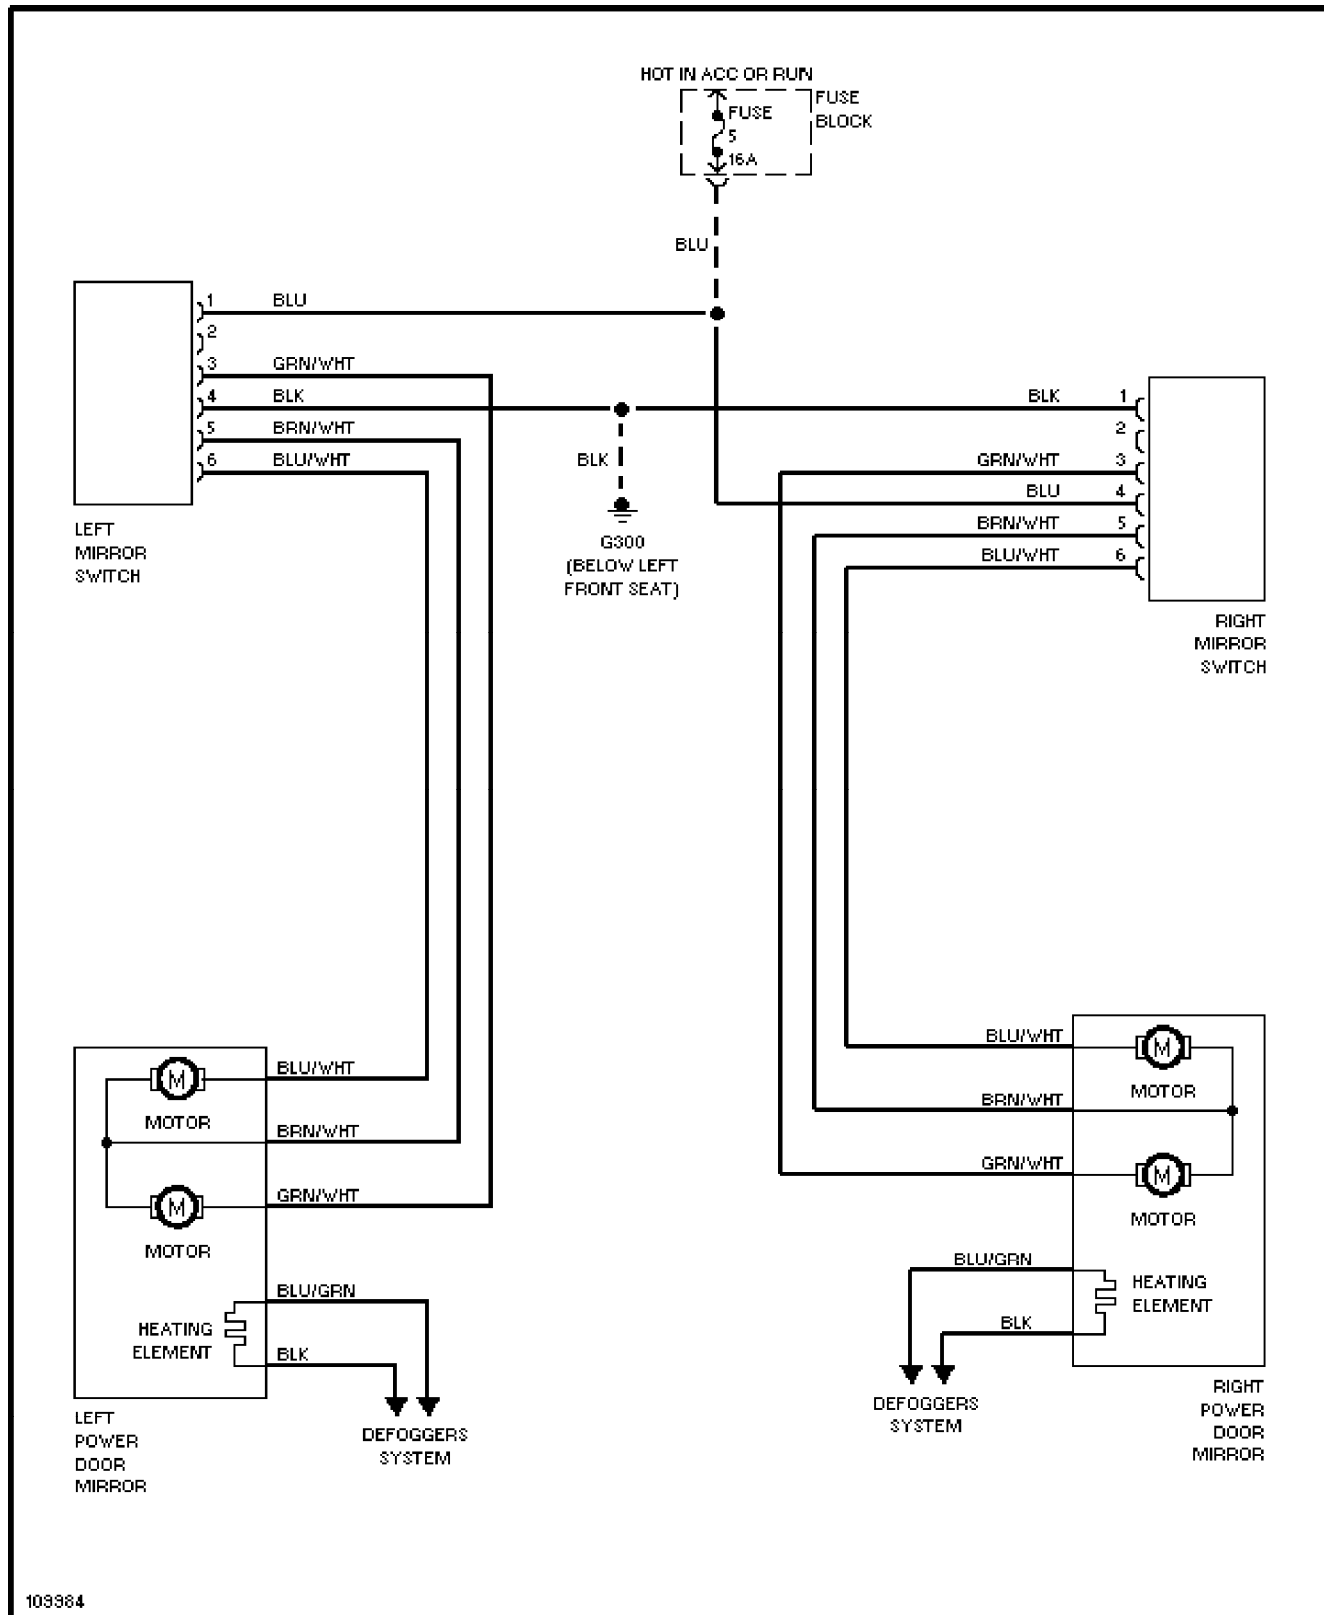 HOT IN ACC OR RUN
FUSE
5
16A
FUSE
BLOCK
BLU
1 BLU
2
3 GRN/WHT
4 BLK
5 BRN/WHT
6 BLU/WHT
LEFT
MIRROR
SWITCH
BLK
G300
(BELOW LEFT
FRONT SEAT)
BLK 1
2
GRN/WHT 3
BLU 4
BRN/WHT 5
BLU/WHT 6
RIGHT
MIRROR
SWITCH
M
MOTOR
M
MOTOR
BLU/WHT
BRN/WHT
GRN/WHT
BLU/GRN
HEATING
ELEMENT
BLK
LEFT
POWER
DOOR
MIRROR
DEFOGGERS
SYSTEM
BLU/WHT
M
MOTOR
BRN/WHT
GRN/WHT
M
MOTOR
BLU/GRN
HEATING
ELEMENT
BLK
DEFOGGERS
SYSTEM
RIGHT
POWER
DOOR
MIRROR
109984